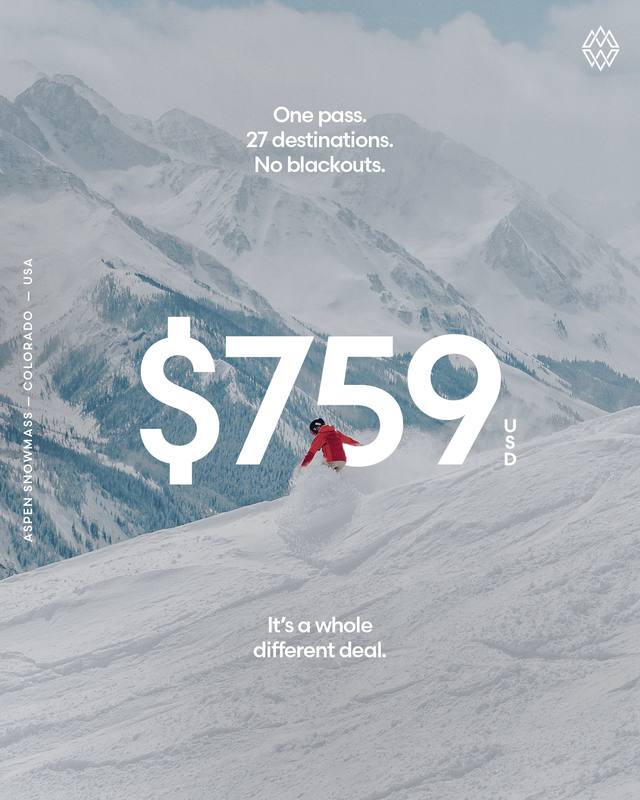 One pass.
27 destinations.
No blackouts.
ASPEN SNOWMASS — COLORADO — USA
$759
USD
It's a whole
different deal.